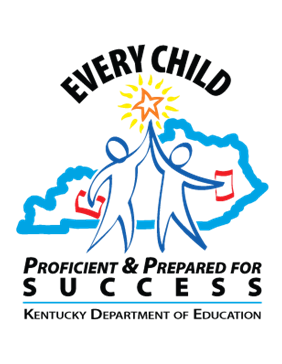 EVERY CHILD
PROFICIENT & PREPARED FOR
SUCCESS
KENTUCKY DEPARTMENT OF EDUCATION